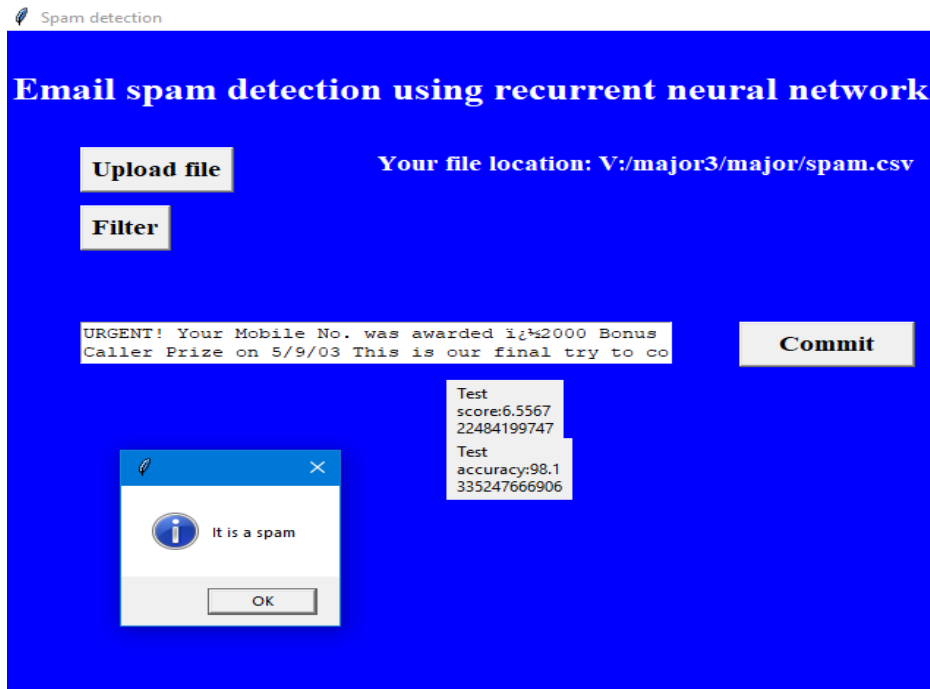 Spam detection
Email spam detection using recurrent neural network
Upload file
Your file location: V:/major3/major/spam.csv
Filter
URGENT! Your Mobile No. was awarded ï¿½2000 Bonus
Caller Prize on 5/9/03 This is our final try to co
Commit
Test
score:6.5567
22484199747
Test
accuracy:98.1
335247666906
It is a spam
OK